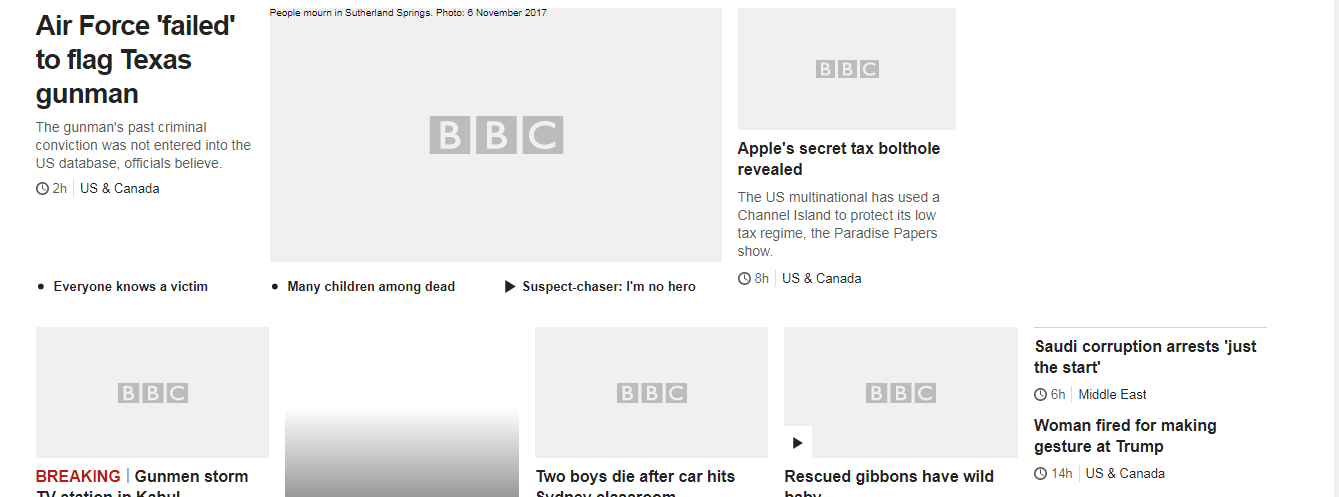 Air Force 'failed'
to flag Texas
gunman
The gunman's past criminal
conviction was not entered into the
US database, officials believe.
2h US & Canada
People mourn in Sutherland Springs. Photo: 6 November 2017
BBC
BBC
Apple's secret tax bolthole
revealed
The US multinational has used a
Channel Island to protect its low
tax regime, the Paradise Papers
show.
8h US & Canada
Everyone knows a victim
Many children among dead
Suspect-chaser: I'm no hero
BBC
BREAKING Gunmen storm
TV station in Kabul
BBC
Two boys die after car hits
Sydney classroom
BBC
Rescued gibbons have wild
baby
Saudi corruption arrests 'just
the start'
6h Middle East
Woman fired for making
gesture at Trump
14h US & Canada